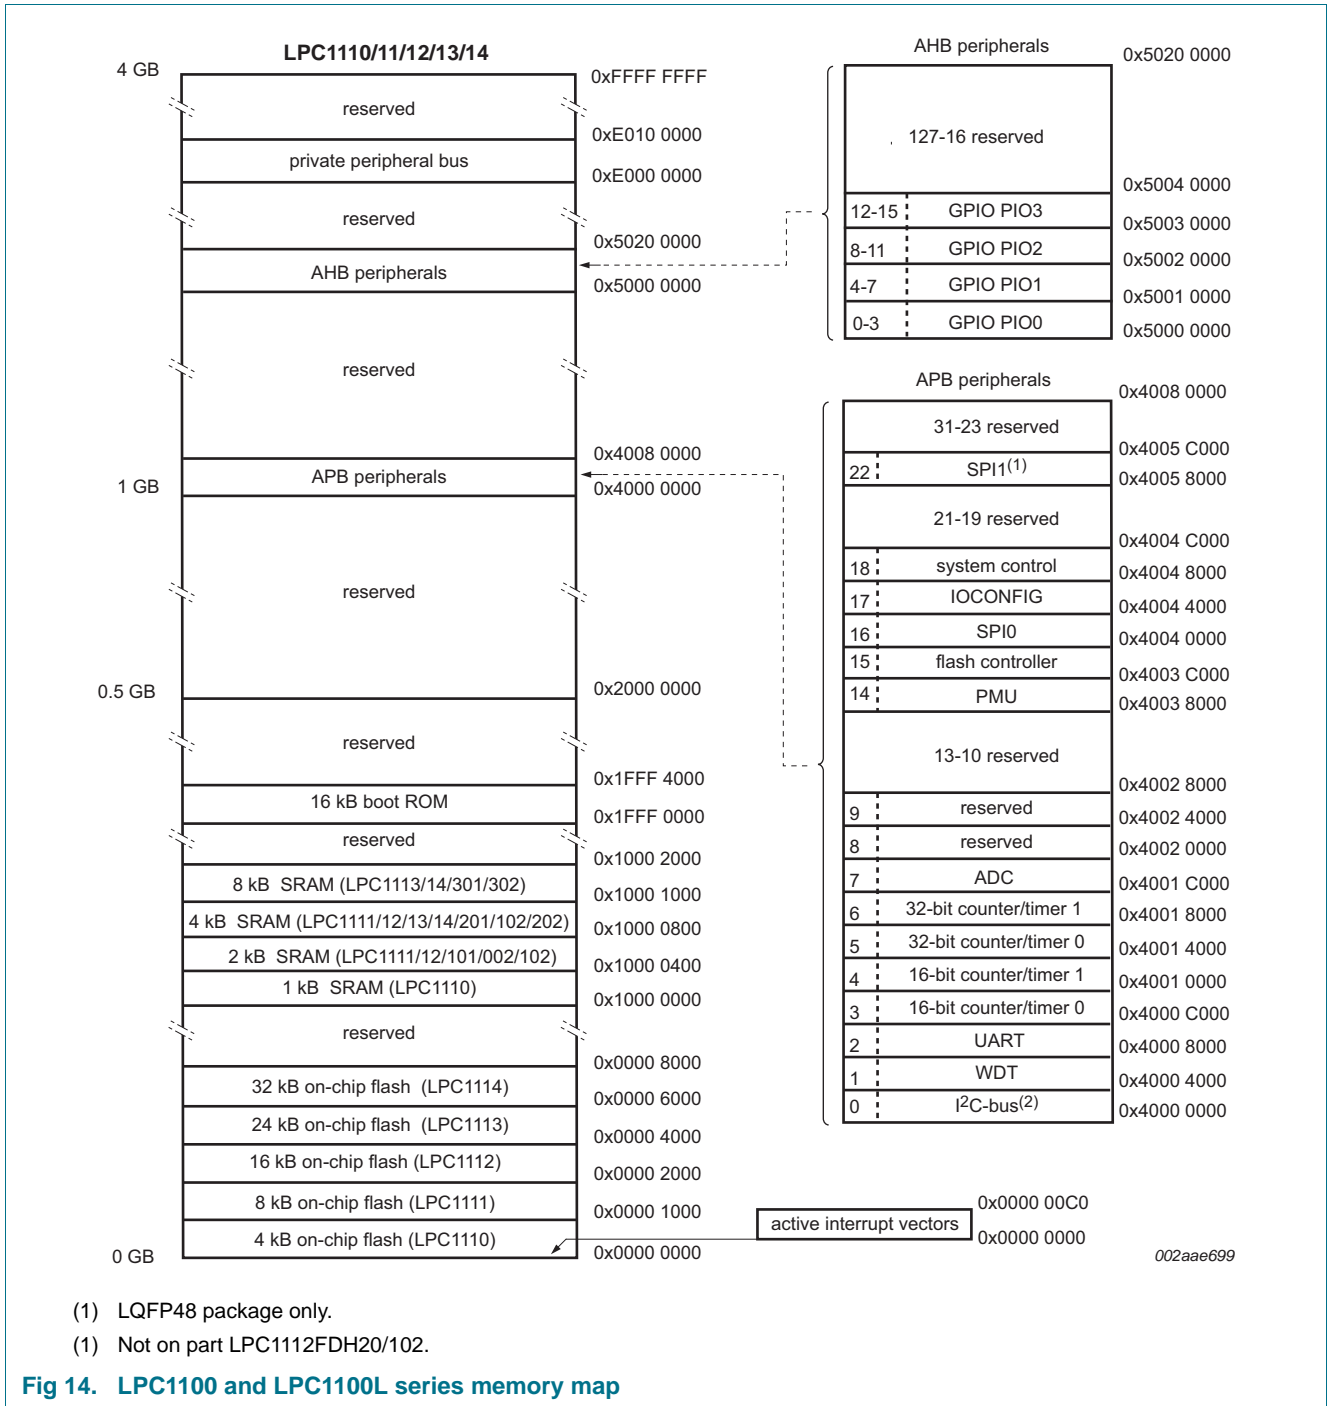 LPC1110/11/12/13/14
4 GB
0xFFFF FFFF
reserved
0xE010 0000
private peripheral bus
0xE000 0000
reserved
0x5020 0000
AHB peripherals
0x5000 0000
reserved
0x4008 0000
APB peripherals
1 GB
0x4000 0000
reserved
0.5 GB
0x2000 0000
reserved
0x1FFF 4000
16 kB boot ROM
0x1FFF 0000
reserved
0x1000 2000
8 kB SRAM (LPC1113/14/301/302)
0x1000 1000
4 kB SRAM (LPC1111/12/13/14/201/102/202)
0x1000 0800
2 kB SRAM (LPC1111/12/101/002/102)
0x1000 0400
1 kB SRAM (LPC1110)
0x1000 0000
reserved
0x0000 8000
32 kB on-chip flash (LPC1114)
0x0000 6000
24 kB on-chip flash (LPC1113)
0x0000 4000
16 kB on-chip flash (LPC1112)
0x0000 2000
8 kB on-chip flash (LPC1111)
0x0000 1000
4 kB on-chip flash (LPC1110)
0 GB
0x0000 0000
AHB peripherals
0x5020 0000
127-16 reserved
0x5004 0000
12-15 GPIO PIO3
0x5003 0000
8-11 GPIO PIO2
0x5002 0000
4-7 GPIO PIO1
0x5001 0000
0-3 GPIO PIO0
0x5000 0000
APB peripherals
0x4008 0000
31-23 reserved
0x4005 C000
22 SPI1(1)
0x4005 8000
21-19 reserved
0x4004 C000
18 system control
0x4004 8000
17 IOCONFIG
0x4004 4000
16 SPI0
0x4004 0000
15 flash controller
0x4003 C000
14 PMU
0x4003 8000
13-10 reserved
0x4002 8000
9 reserved
0x4002 4000
8 reserved
0x4002 0000
7 ADC
0x4001 C000
6 32-bit counter/timer 1
0x4001 8000
5 32-bit counter/timer 0
0x4001 4000
4 16-bit counter/timer 1
0x4001 0000
3 16-bit counter/timer 0
0x4000 C000
2 UART
0x4000 8000
1 WDT
0x4000 4000
0 I2C-bus(2)
0x4000 0000
0x0000 00C0
active interrupt vectors
0x0000 0000
002aae699
(1) LQFP48 package only.
(1) Not on part LPC1112FDH20/102.
Fig 14. LPC1100 and LPC1100L series memory map